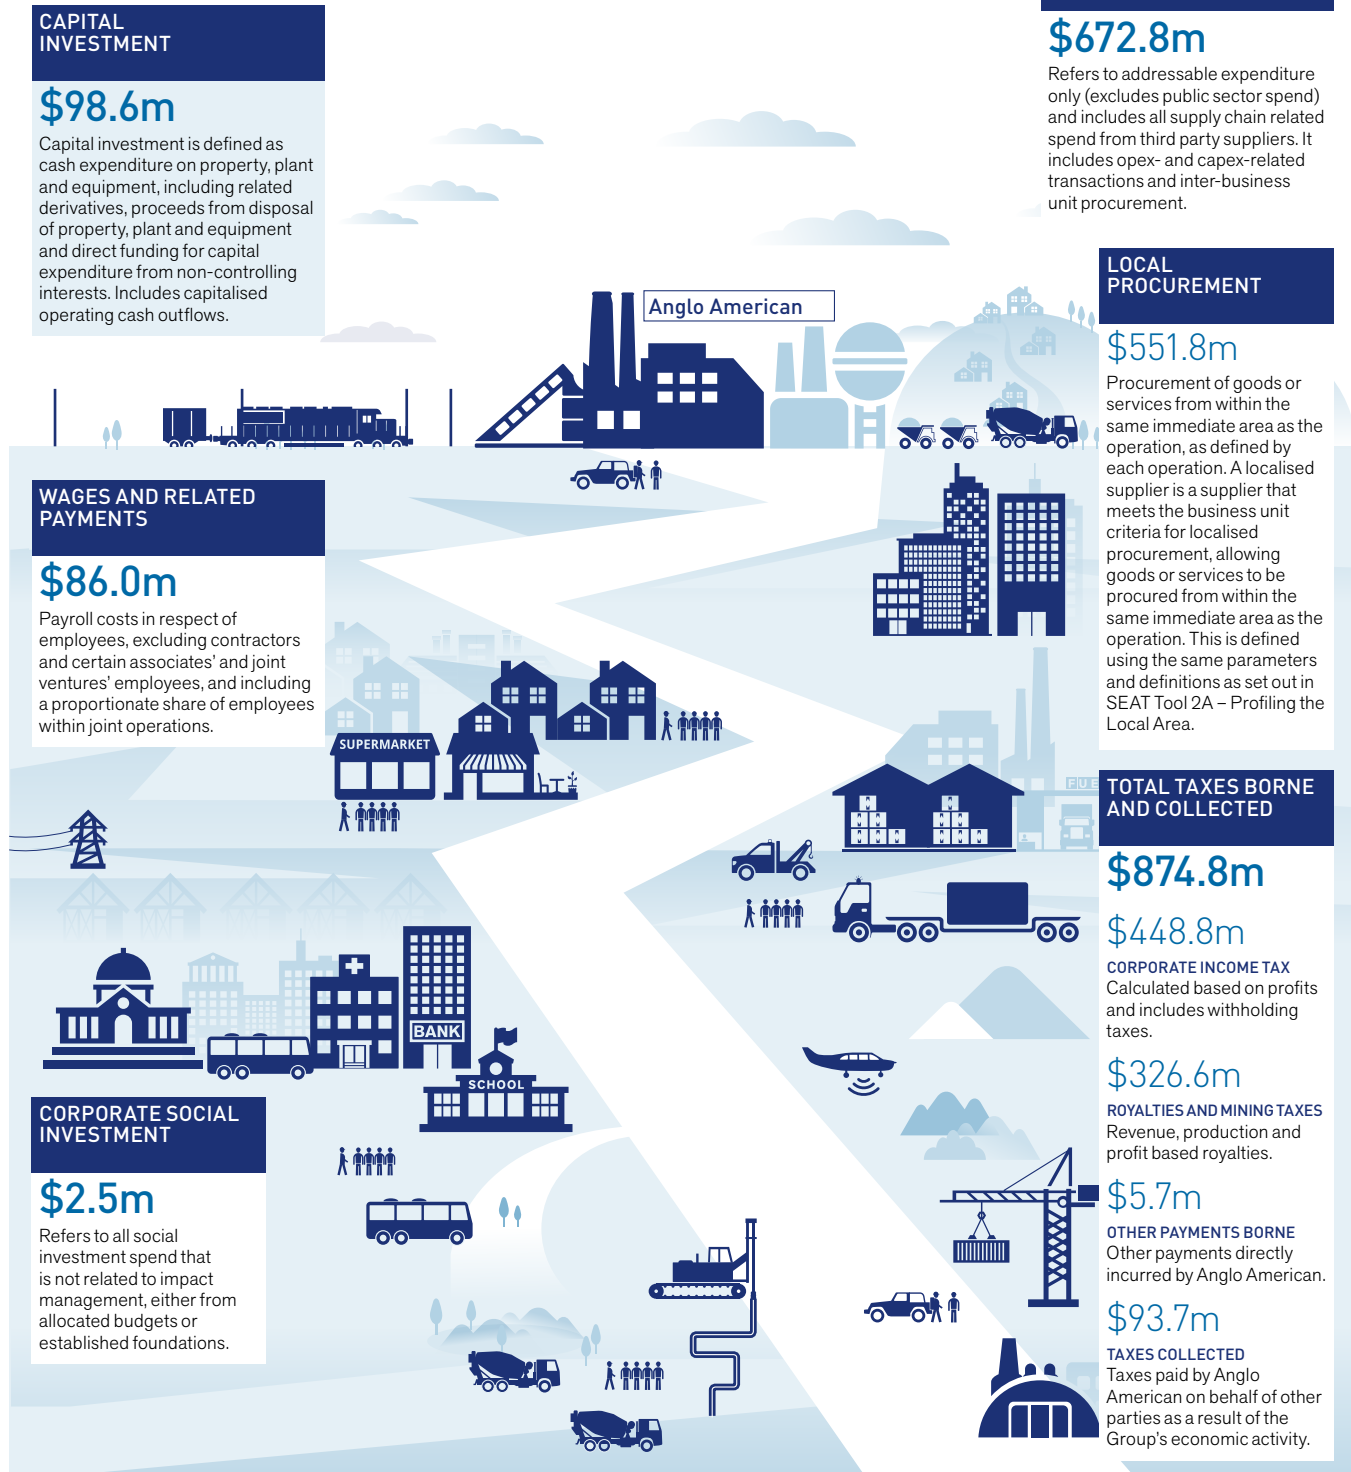 CAPITAL
INVESTMENT
$98.6m
Capital investment is defined as
cash expenditure on property, plant
and equipment, including related
derivatives, proceeds from disposal
of property, plant and equipment
and direct funding for capital
expenditure from non-controlling
interests. Includes capitalised
operating cash outflows.
$672.8m
Refers to addressable expenditure
only (excludes public sector spend)
and includes all supply chain related
spend from third party suppliers. It
includes opex- and capex-related
transactions and inter-business
unit procurement.
Anglo American
LOCAL
PROCUREMENT
$551.8m
Procurement of goods or
services from within the
same immediate area as the
operation, as defined by
each operation. A localised
supplier is a supplier that
meets the business unit
criteria for localised
procurement, allowing
goods or services to be
procured from within the
same immediate area as the
operation. This is defined
using the same parameters
and definitions as set out in
SEAT Tool 2A – Profiling the
Local Area.
WAGES AND RELATED
PAYMENTS
$86.0m
Payroll costs in respect of
employees, excluding contractors
and certain associates' and joint
ventures' employees, and including
a proportionate share of employees
within joint operations.
SUPERMARKET
TOTAL TAXES BORNE
AND COLLECTED
$874.8m
$448.8m
CORPORATE INCOME TAX
Calculated based on profits
and includes withholding
taxes.
$326.6m
ROYALTIES AND MINING TAXES
Revenue, production and
profit based royalties.
$5.7m
OTHER PAYMENTS BORNE
Other payments directly
incurred by Anglo American.
$93.7m
TAXES COLLECTED
Taxes paid by Anglo
American on behalf of other
parties as a result of the
Group's economic activity.
BANK
SCHOOL
CORPORATE SOCIAL
INVESTMENT
$2.5m
Refers to all social
investment spend that
is not related to impact
management, either from
allocated budgets or
established foundations.